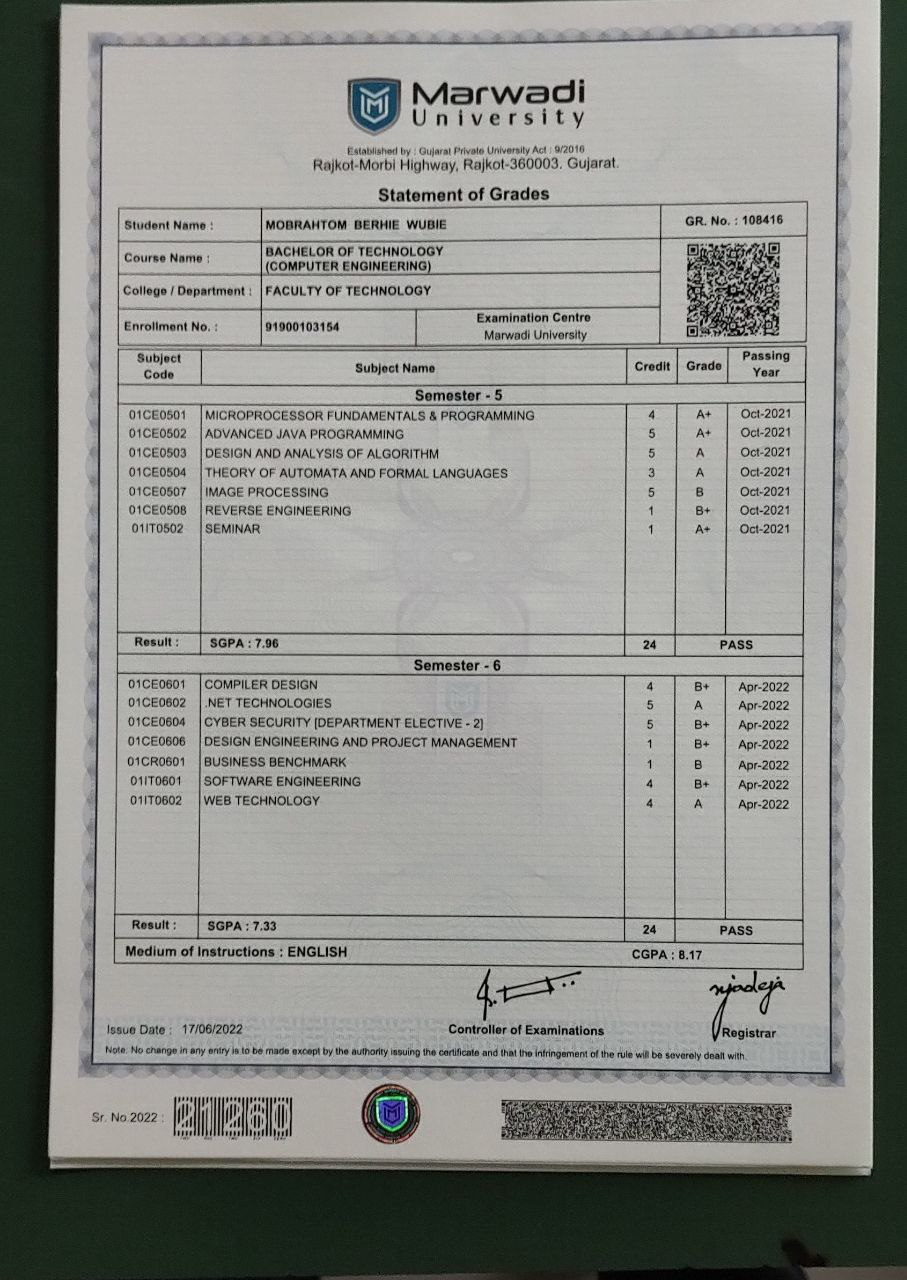 Marwadi
University
Established by : Gujarat Private University Act : 9/2016
Rajkot-Morbi Highway, Rajkot-360003. Gujarat.
Statement of Grades
Student Name : MOBRAHTOM BERHIE WUBIE GR. No. : 108416
Course Name : BACHELOR OF TECHNOLOGY
(COMPUTER ENGINEERING)
College / Department : FACULTY OF TECHNOLOGY
Enrollment No. : 91900103154 Examination Centre
Marwadi University
Subject Code Subject Name Credit Grade Passing Year
Semester - 5
01CE0501 MICROPROCESSOR FUNDAMENTALS & PROGRAMMING 4 A+ Oct-2021
01CE0502 ADVANCED JAVA PROGRAMMING 5 A+ Oct-2021
01CE0503 DESIGN AND ANALYSIS OF ALGORITHM 5 A Oct-2021
01CE0504 THEORY OF AUTOMATA AND FORMAL LANGUAGES 3 A Oct-2021
01CE0507 IMAGE PROCESSING 5 B Oct-2021
01CE0508 REVERSE ENGINEERING 1 B+ Oct-2021
01IT0502 SEMINAR 1 A+ Oct-2021
Result : SGPA : 7.96 24 PASS
Semester - 6
01CE0601 COMPILER DESIGN 4 B+ Apr-2022
01CE0602 .NET TECHNOLOGIES 5 A Apr-2022
01CE0604 CYBER SECURITY [DEPARTMENT ELECTIVE - 2] 5 B+ Apr-2022
01CE0606 DESIGN ENGINEERING AND PROJECT MANAGEMENT 1 B+ Apr-2022
01CR0601 BUSINESS BENCHMARK 1 B Apr-2022
01IT0601 SOFTWARE ENGINEERING 4 B+ Apr-2022
01IT0602 WEB TECHNOLOGY 4 A Apr-2022
Result : SGPA : 7.33 24 PASS
Medium of Instructions : ENGLISH CGPA : 8.17
Issue Date : 17/06/2022 Controller of Examinations Registrar
Note. No change in any entry is to be made except by the authority issuing the certificate and that the infringement of the rule will be severely dealt with.
Sr. No.2022 : 21260